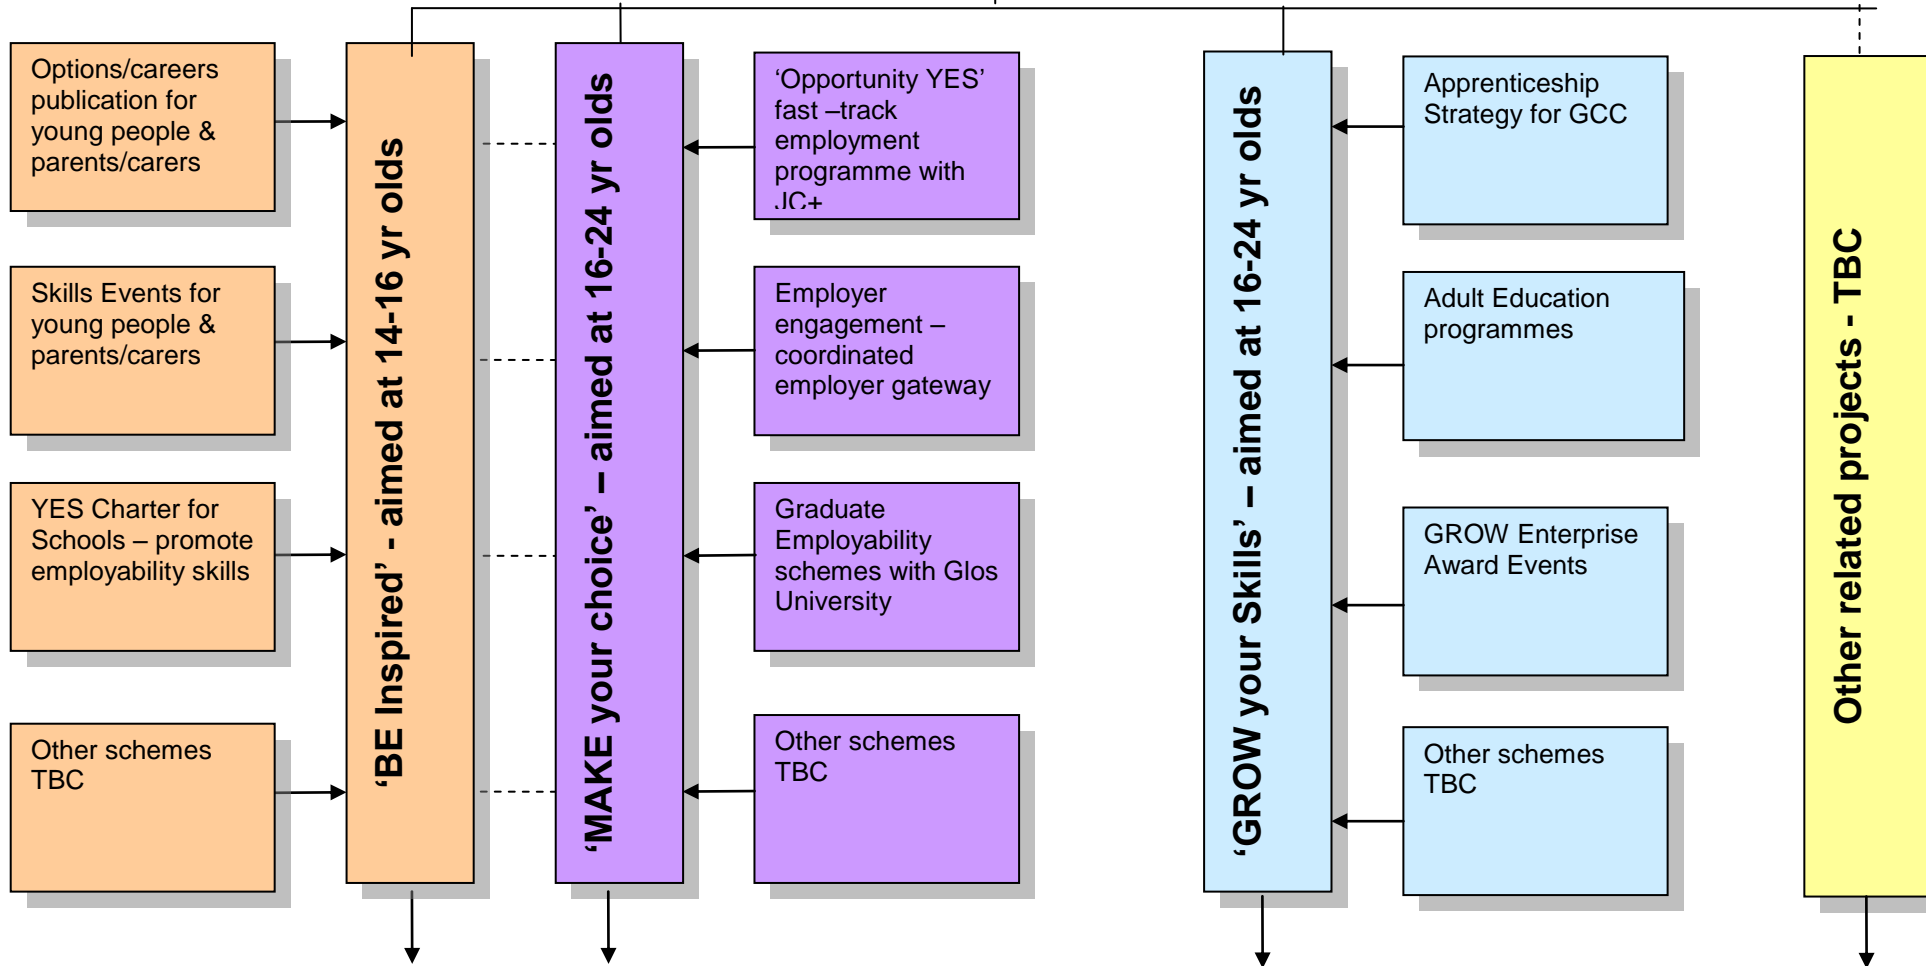 Options/careers
publication for
young people &
parents/carers
Skills Events for
young people &
parents/carers
YES Charter for
Schools – promote
employability skills
Other schemes
TBC
‘BE Inspired’ - aimed at 14-16 yr olds
‘MAKE your choice’ – aimed at 16-24 yr olds
‘Opportunity YES’
fast –track
employment
programme with
JC+
Employer
engagement –
coordinated
employer gateway
Graduate
Employability
schemes with Glos
University
Other schemes
TBC
‘GROW your Skills’ – aimed at 16-24 yr olds
Apprenticeship
Strategy for GCC
Adult Education
programmes
GROW Enterprise
Award Events
Other schemes
TBC
Other related projects - TBC